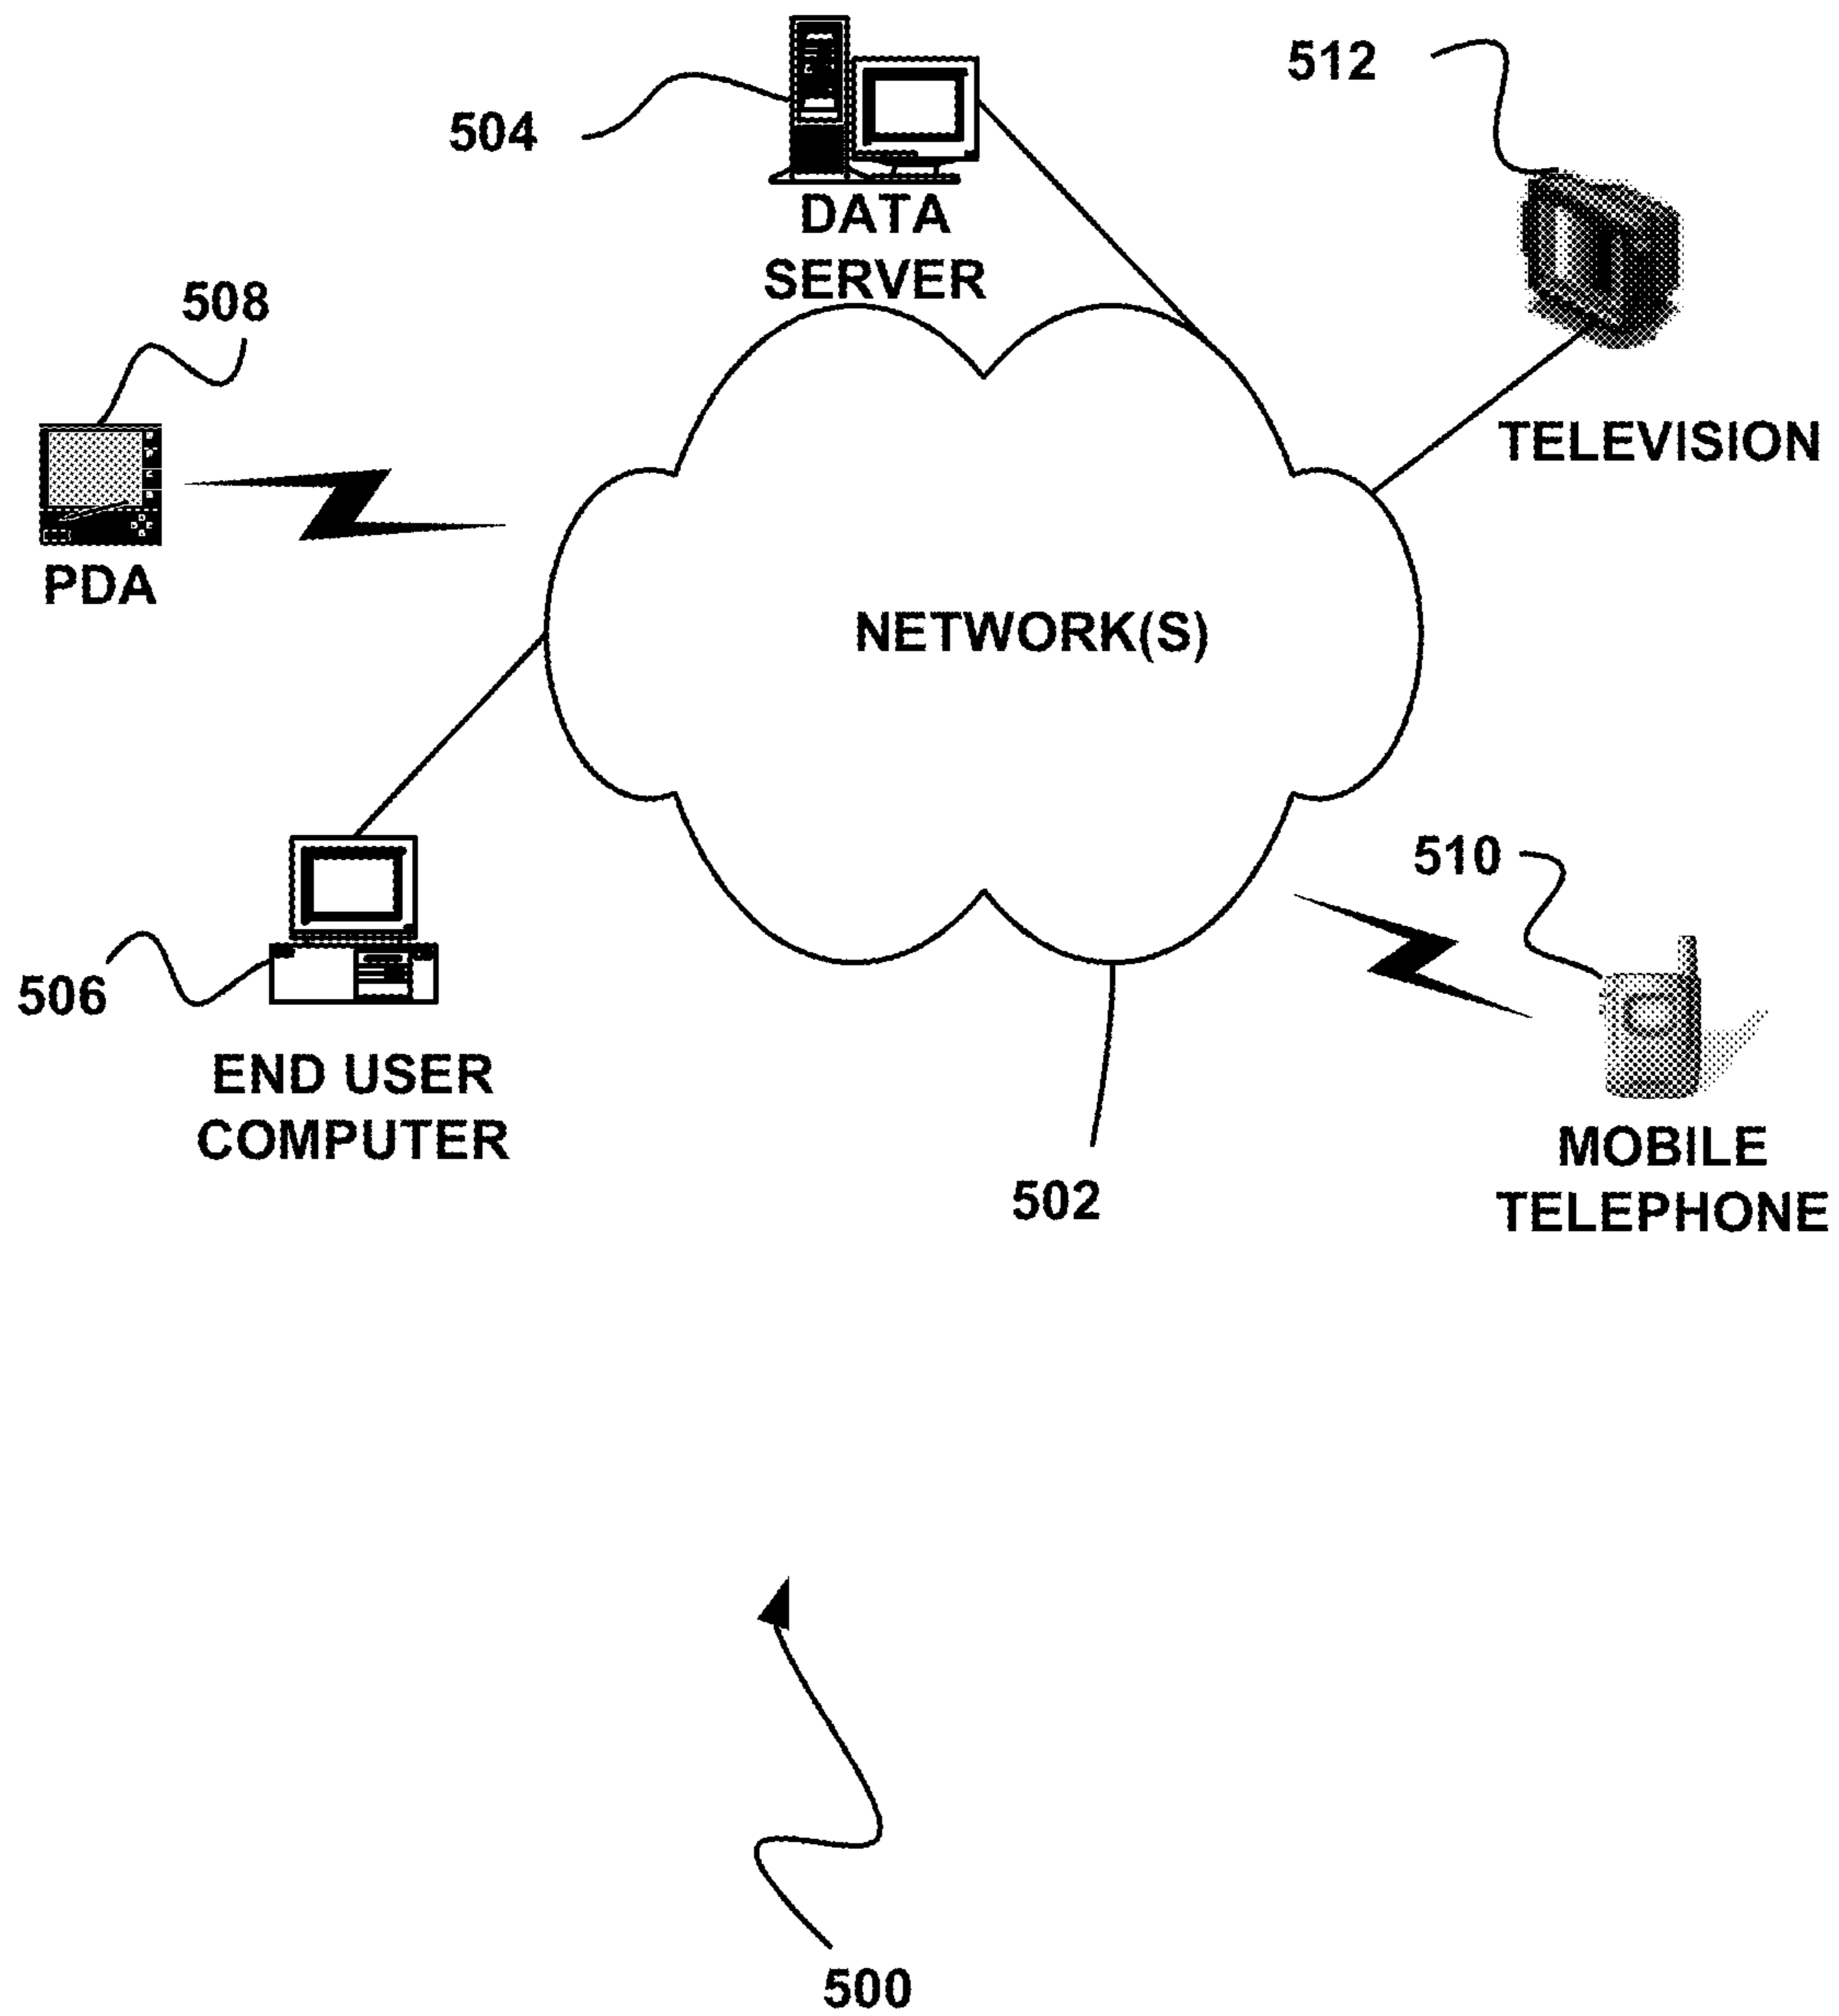 512
504
DATA
SERVER
508
TELEVISION
PDA
NETWORK(S)
510
506
END USER
COMPUTER
MOBILE
TELEPHONE
502
500